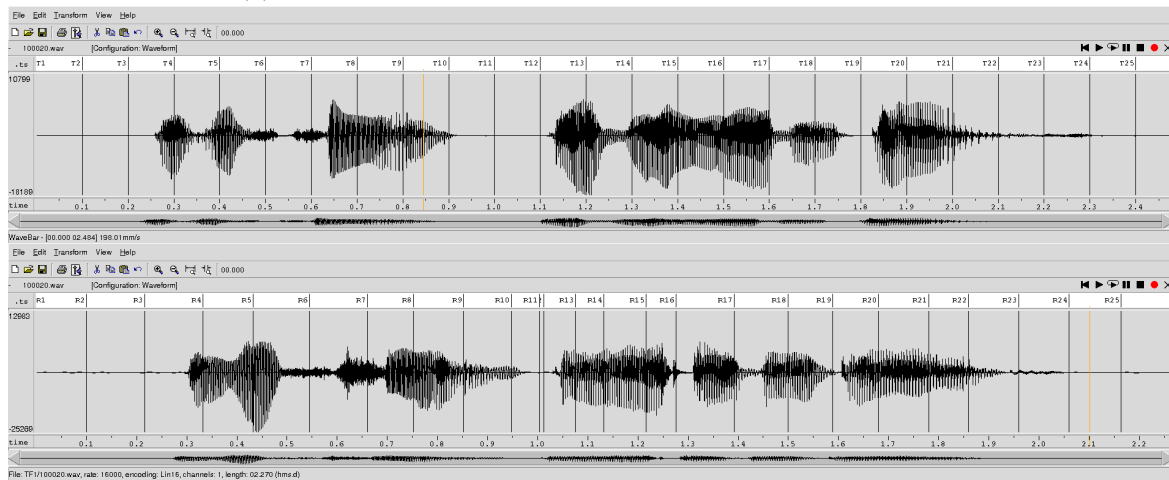 File Edit Transform View Help
00.000
- 100020.wav [Configuration: Waveform]
.ts T1 T2 T3 T4 T5 T6 T7 T8 T9 T10 T11 T12 T13 T14 T15 T16 T17 T18 T19 T20 T21 T22 T23 T24 T25
10799
-18189
time 0.1 0.2 0.3 0.4 0.5 0.6 0.7 0.8 0.9 1.0 1.1 1.2 1.3 1.4 1.5 1.6 1.7 1.8 1.9 2.0 2.1 2.2 2.3 2.4
WaveBar - [00.000 02.484] 198.01mm/s
File Edit Transform View Help
00.000
- 100020.wav [Configuration: Waveform]
.ts R1 R2 R3 R4 R5 R6 R7 R8 R9 R10 R11 R13 R14 R15 R16 R17 R18 R19 R20 R21 R22 R23 R24 R25
12983
-25269
time 0.1 0.2 0.3 0.4 0.5 0.6 0.7 0.8 0.9 1.0 1.1 1.2 1.3 1.4 1.5 1.6 1.7 1.8 1.9 2.0 2.1 2.2
File: TF1/100020.wav, rate: 16000, encoding: Lin16, channels: 1, length: 02.270 (hms.d)